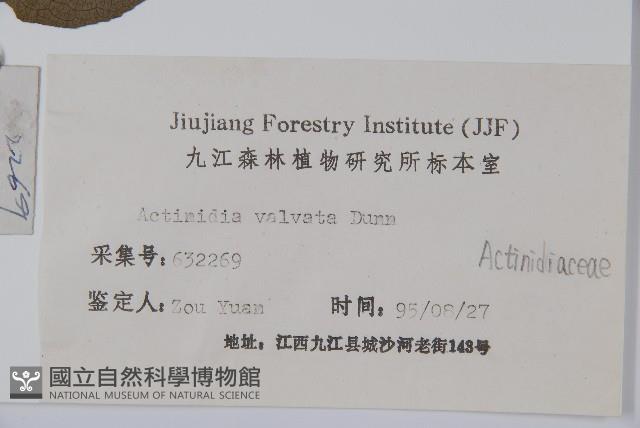 Jiujiang Forestry Institute (JJF)
九江森林植物研究所标本室
Actinidia valvata Dunn
采集号: 632269
Actinidiaceae
鉴定人: Zou Yuan 时间: 95/08/27
地址: 江西九江县城沙河老街143号
國立自然科學博物館
NATIONAL MUSEUM OF NATURAL SCIENCE